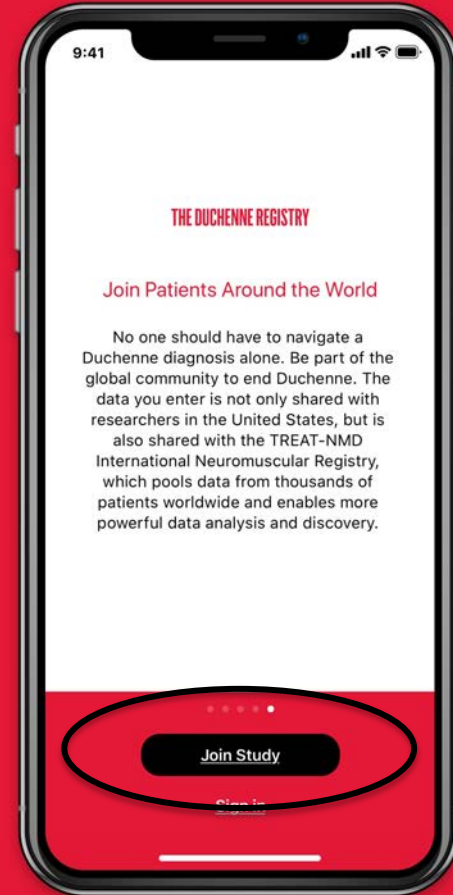 9:41
THE DUCHENNE REGISTRY
Join Patients Around the World
No one should have to navigate a
Duchenne diagnosis alone. Be part of the
global community to end Duchenne. The
data you enter is not only shared with
researchers in the United States, but is
also shared with the TREAT-NMD
International Neuromuscular Registry,
which pools data from thousands of
patients worldwide and enables more
powerful data analysis and discovery.
Join Study
Sign in